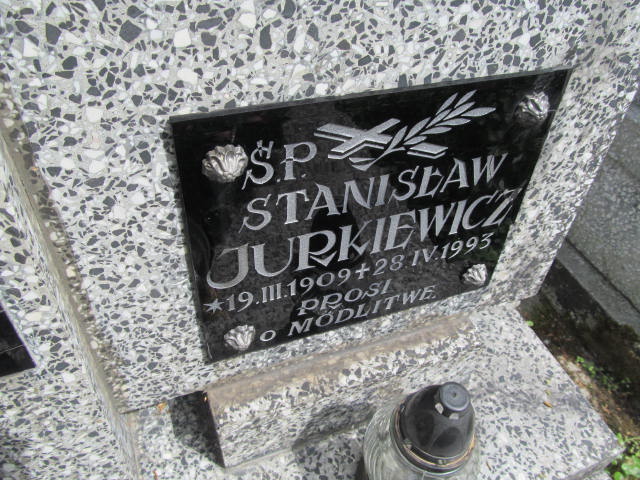 ŚP.
STANISŁAW
JURKIEWICZ
*19.III.1909 + 28.IV.1993
PROSI
O MODLITWĘ.